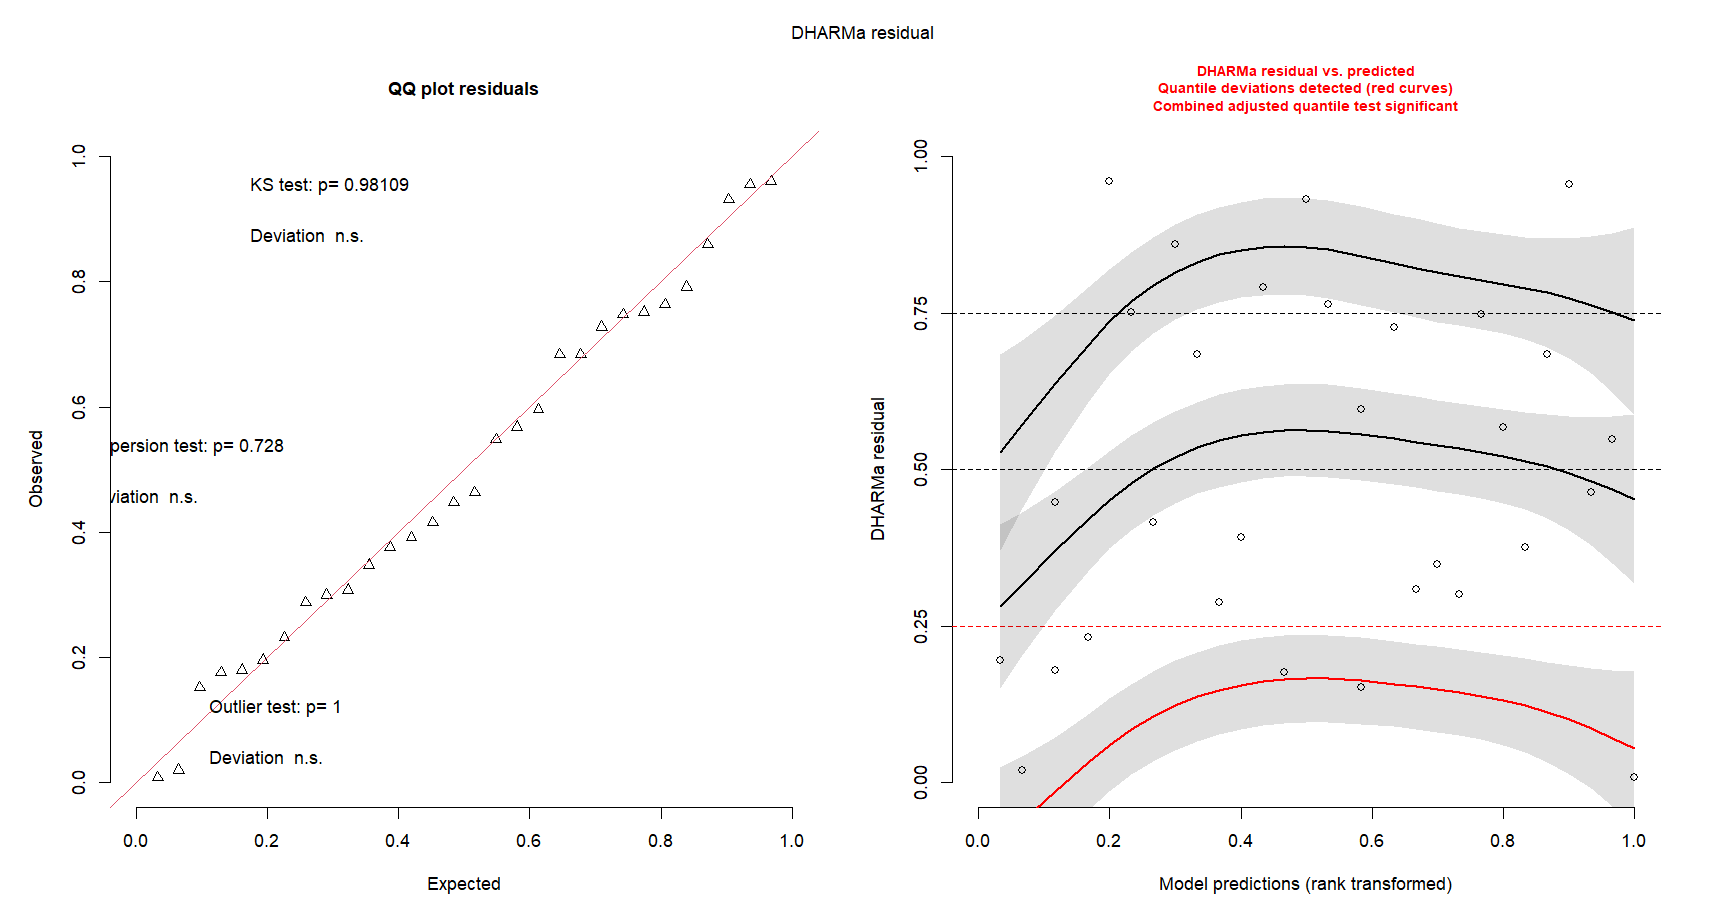 DHARMa residual
QQ plot residuals
KS test: p= 0.98109
Deviation n.s.
persion test: p= 0.728
viation n.s.
Outlier test: p= 1
Deviation n.s.
Observed
0.0 0.2 0.4 0.6 0.8 1.0
0.0 0.2 0.4 0.6 0.8 1.0
Expected
DHARMa residual vs. predicted
Quantile deviations detected (red curves)
Combined adjusted quantile test significant
DHARMa residual
0.00 0.25 0.50 0.75 1.00
0.0 0.2 0.4 0.6 0.8 1.0
Model predictions (rank transformed)